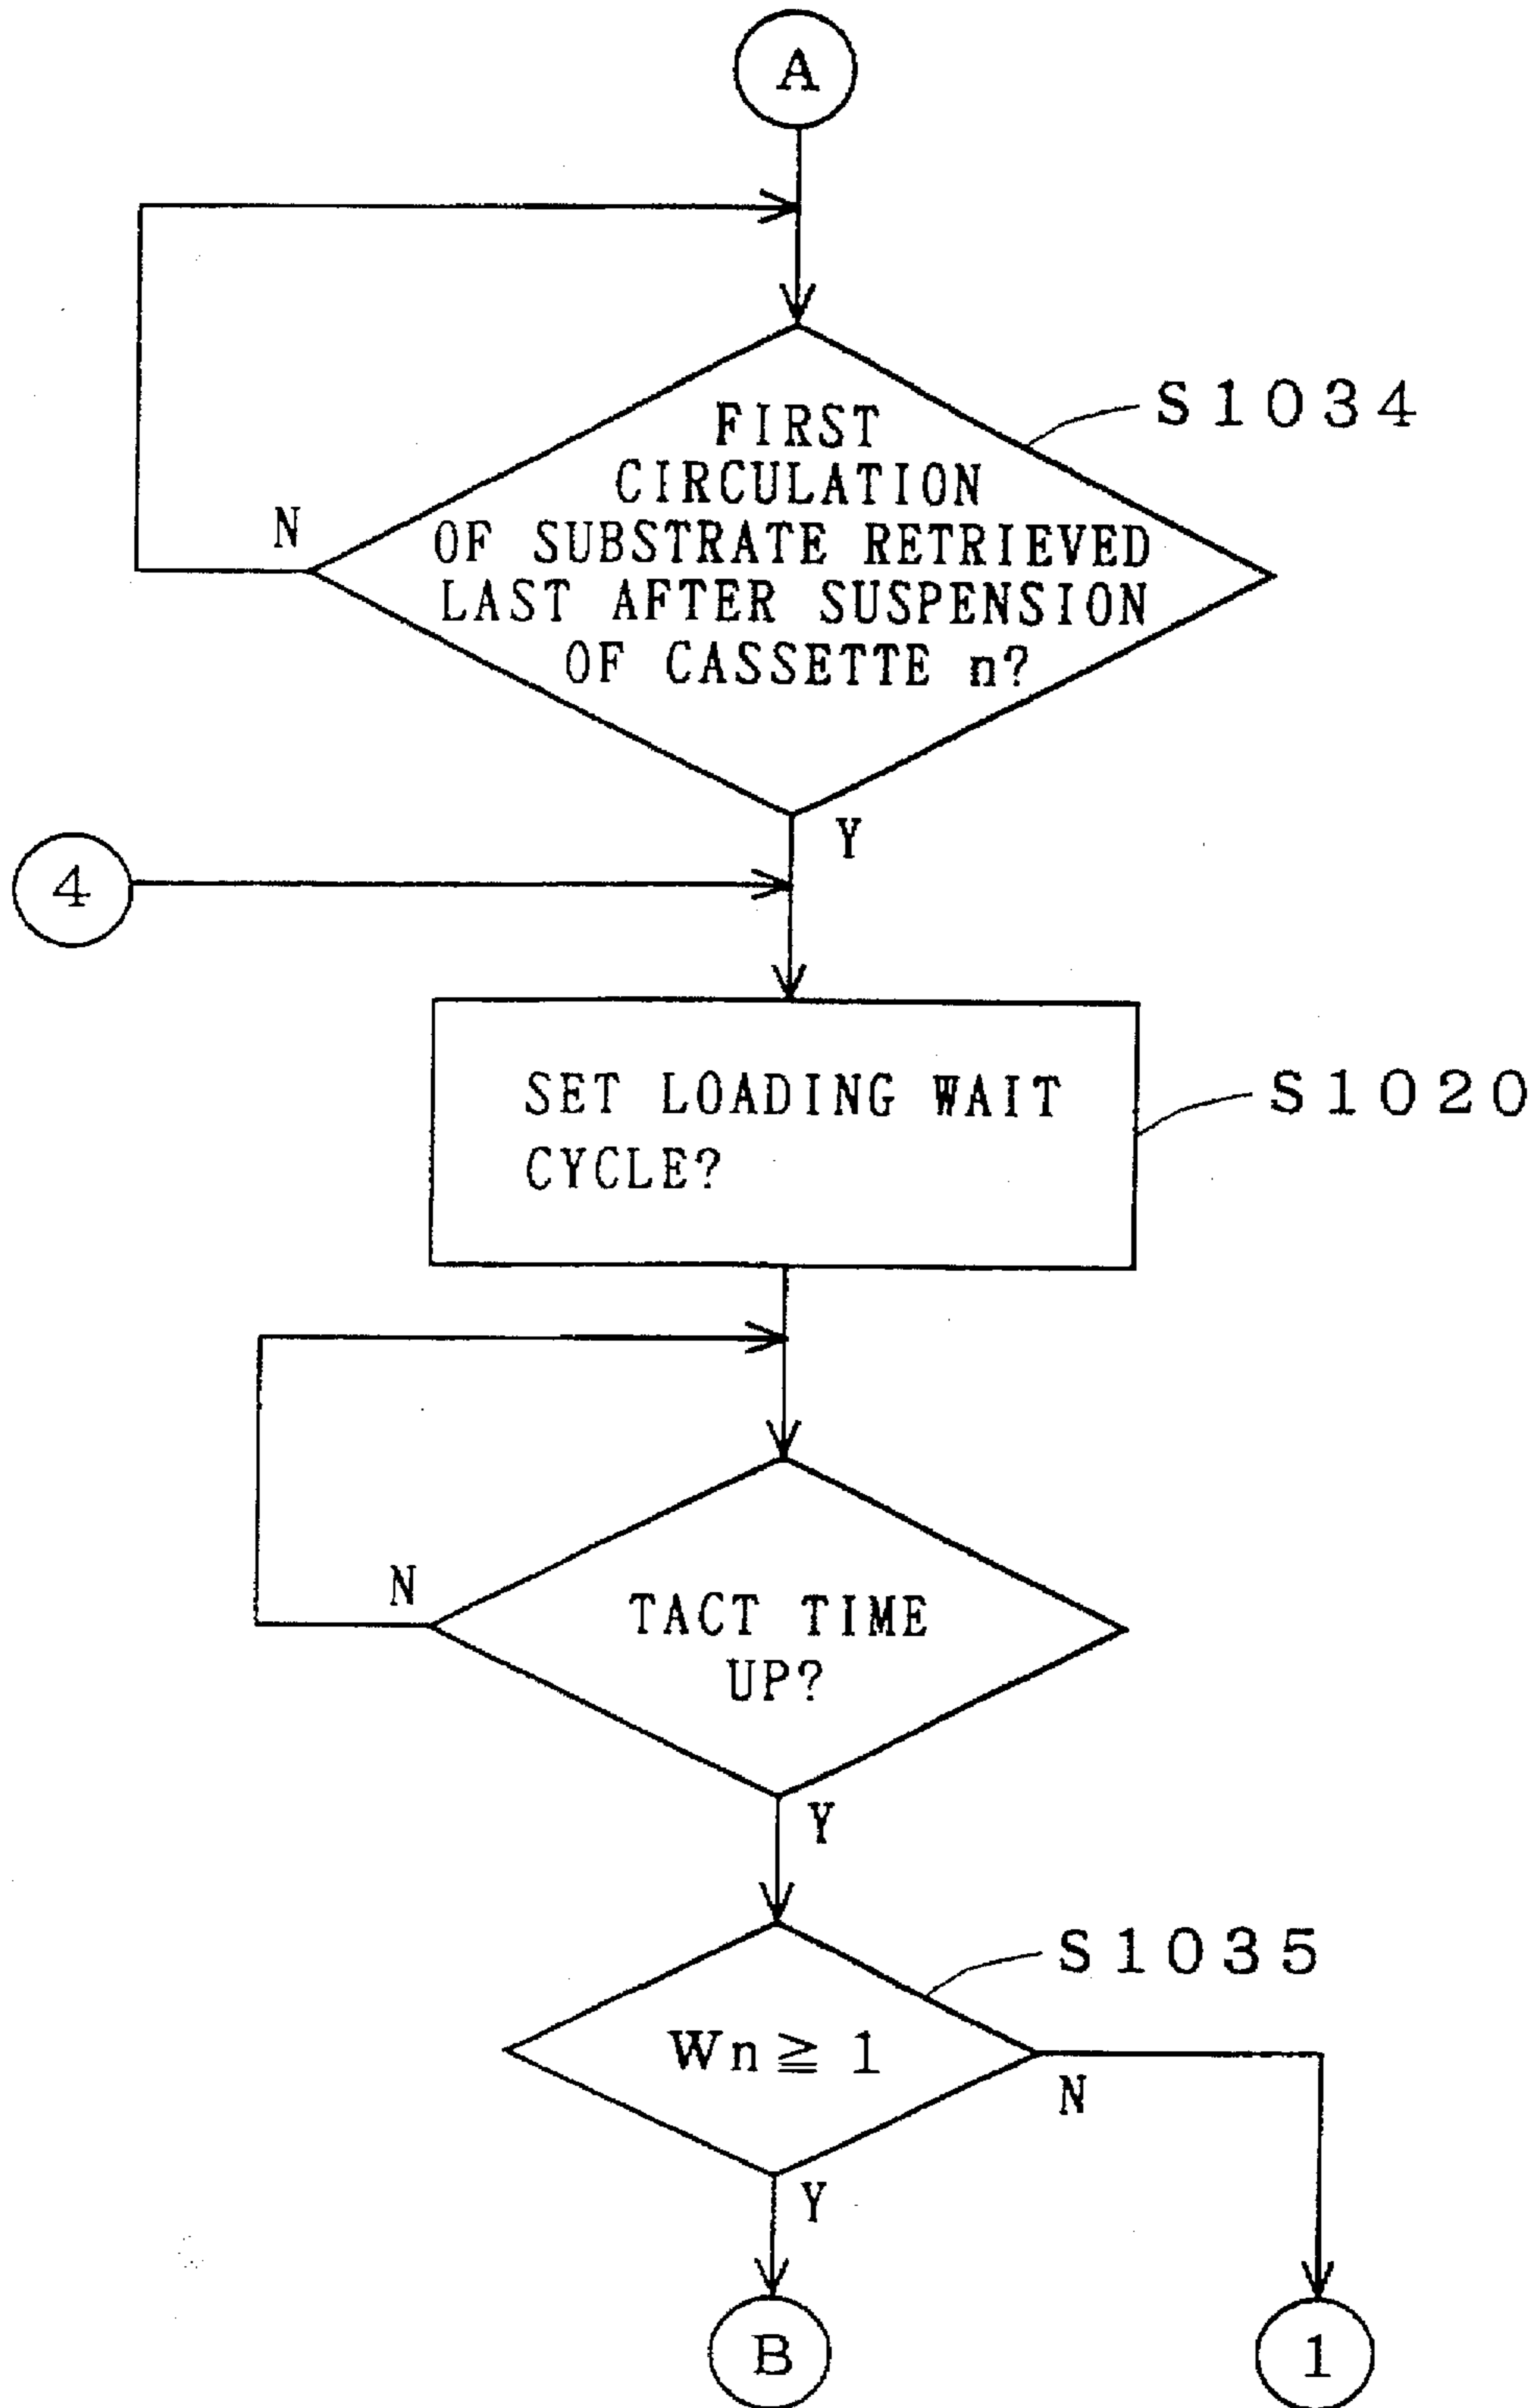 A
FIRST
S1034
CIRCULATION
N
OF SUBSTRATE RETRIEVED
LAST AFTER SUSPENSION
OF CASSETTE n?
Y
4
SET LOADING WAIT
S1020
CYCLE?
N
TACT TIME
UP?
Y
S1035
Wn ≧ 1
N
Y
B
1